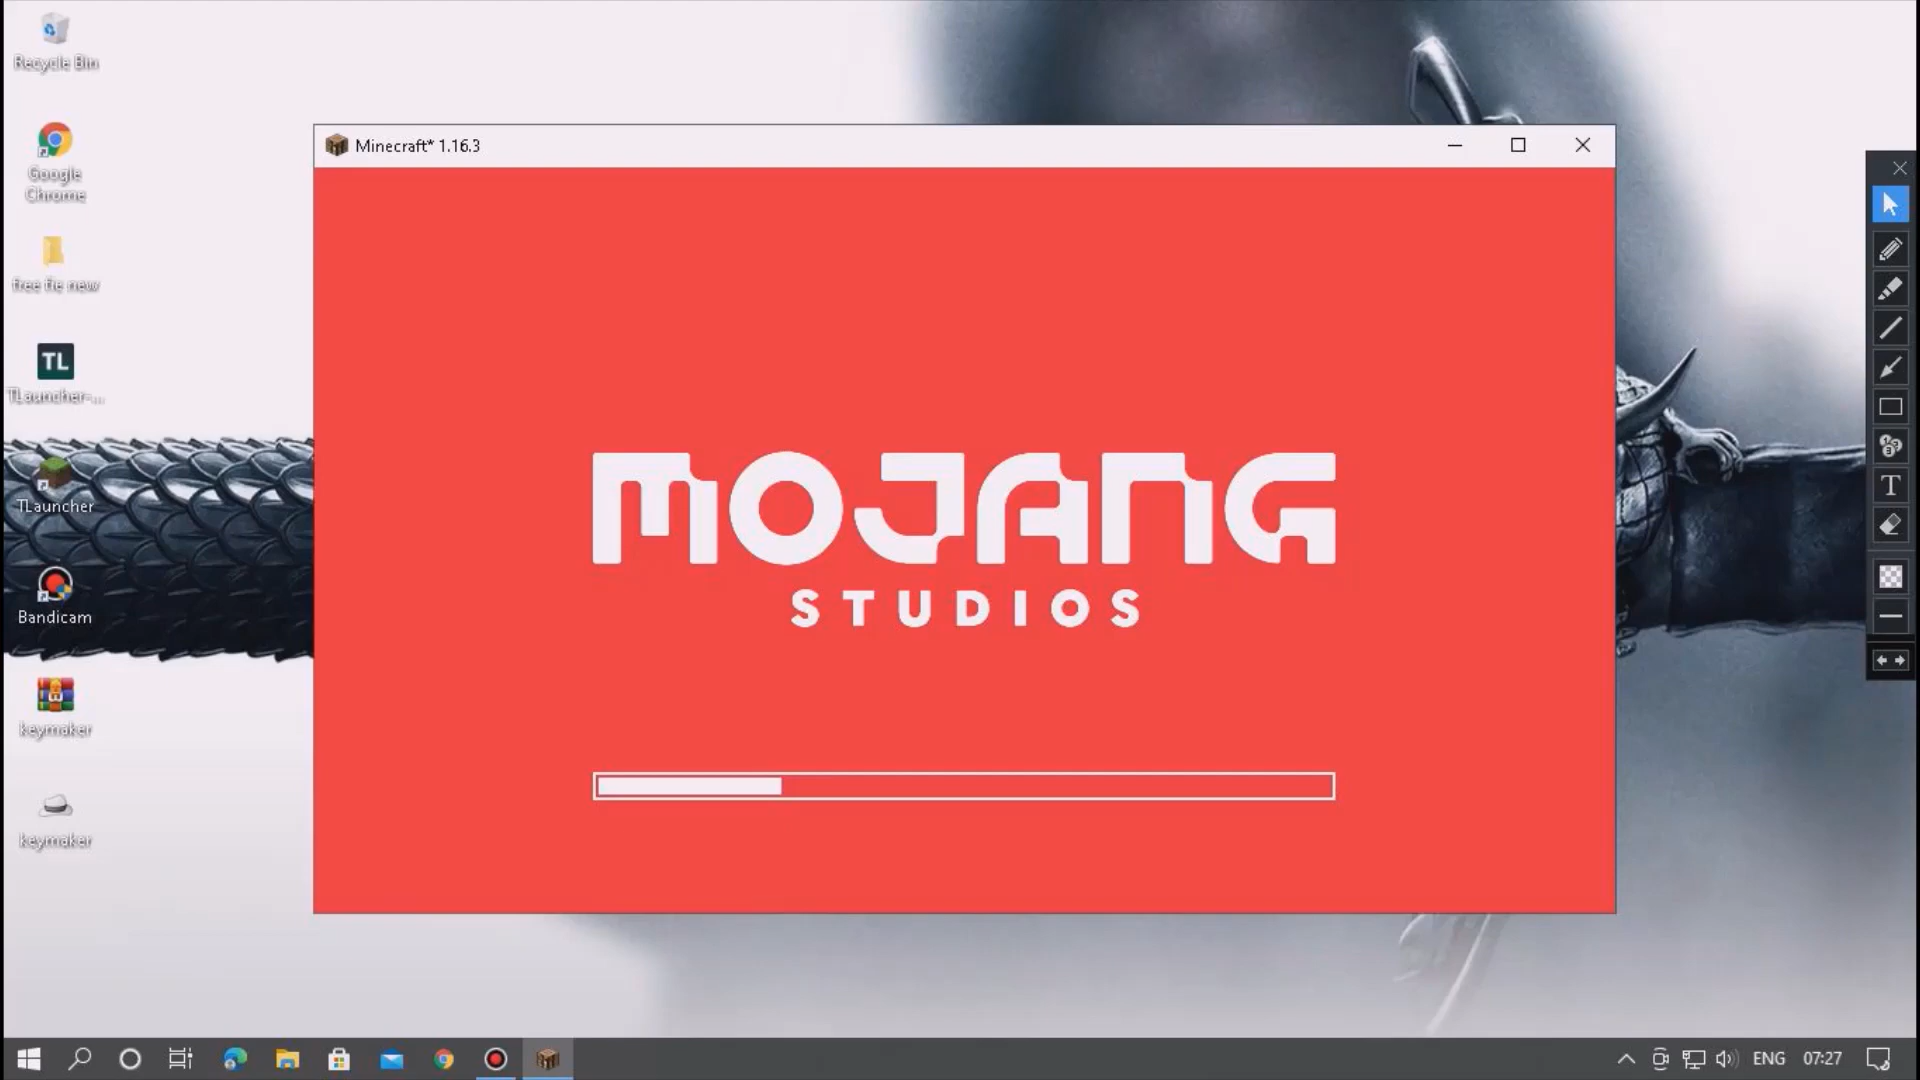 Recycle Bin
Google
Chrome
free fie new
TL
TLauncher-...
TLauncher
Bandicam
keymaker
keymaker
Minecraft* 1.16.3
MOJANG
STUDIOS
T
ENG
07:27